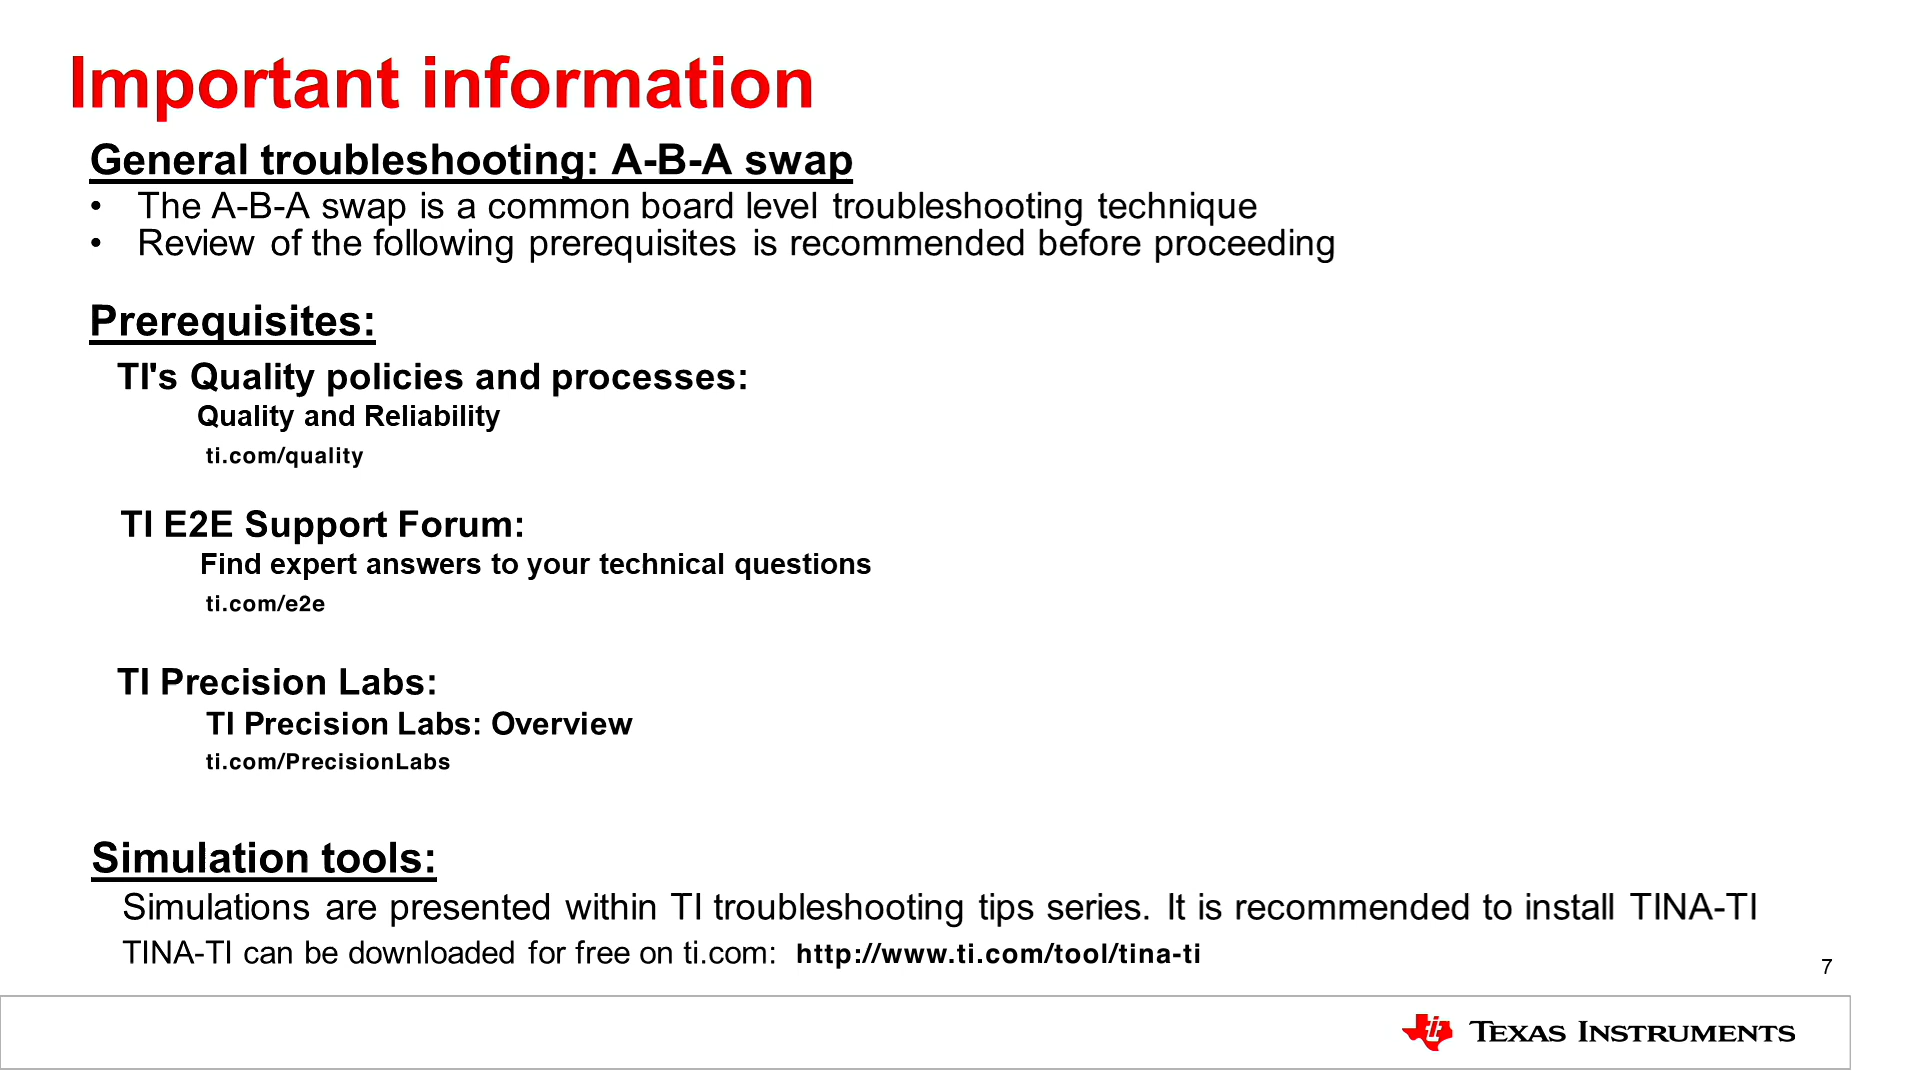 Important information
General troubleshooting: A-B-A swap
• The A-B-A swap is a common board level troubleshooting technique
• Review of the following prerequisites is recommended before proceeding
Prerequisites:
TI's Quality policies and processes:
Quality and Reliability
ti.com/quality
TI E2E Support Forum:
Find expert answers to your technical questions
ti.com/e2e
TI Precision Labs:
TI Precision Labs: Overview
ti.com/PrecisionLabs
Simulation tools:
Simulations are presented within TI troubleshooting tips series. It is recommended to install TINA-TI
TINA-TI can be downloaded for free on ti.com: http://www.ti.com/tool/tina-ti
7
TEXAS INSTRUMENTS